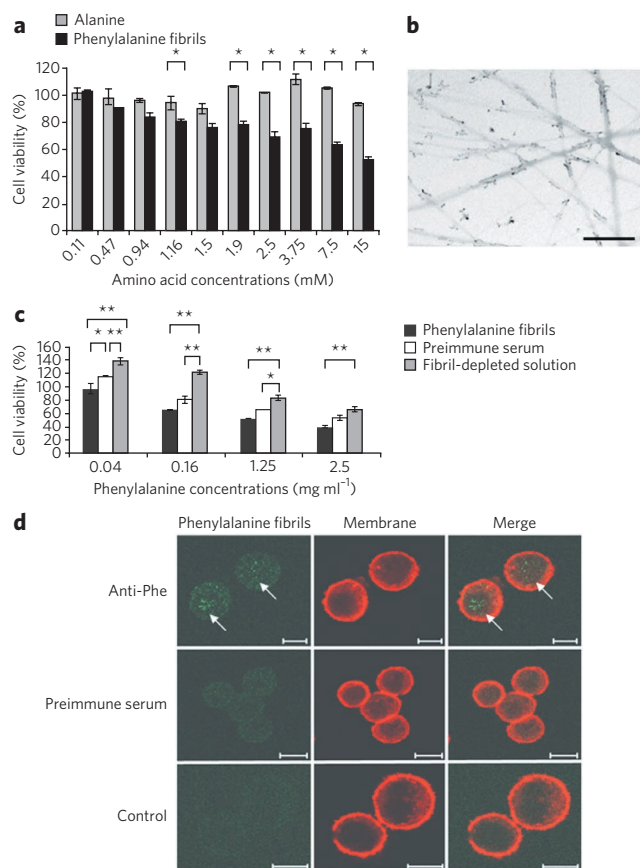 a
Alanine
Phenylalanine fibrils
* * * * * *
120
100
80
60
40
20
0
Cell viability (%)
0.11 0.47 0.94 1.16 1.5 1.9 2.5 3.75 7.5 15
Amino acid concentrations (mM)
b
c
** ** ** **
* ** ** *
160
140
120
100
80
60
40
20
0
Cell viability (%)
0.04 0.16 1.25 2.5
Phenylalanine concentrations (mg ml⁻¹)
Phenylalanine fibrils
Preimmune serum
Fibril-depleted solution
d
Phenylalanine fibrils Membrane Merge
Anti-Phe
Preimmune serum
Control